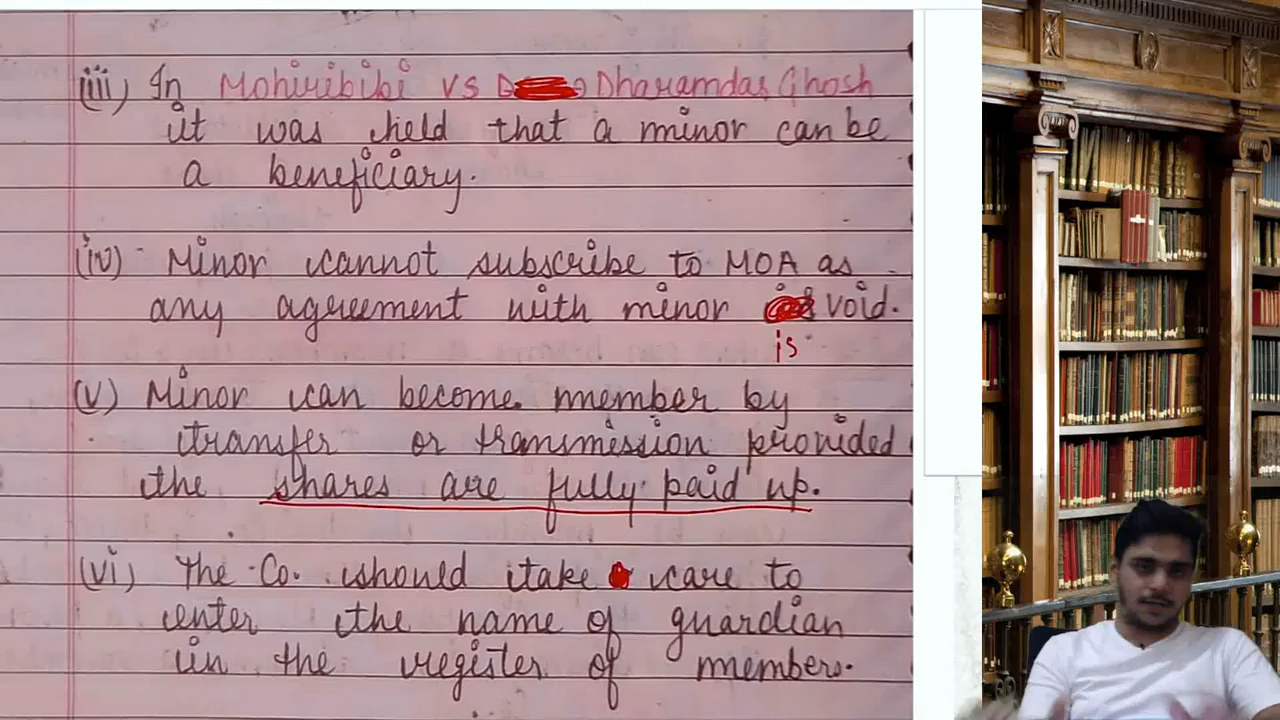 (iii) In Mohiribibi VS Dharamdas Ghosh
it was held that a minor can be
a beneficiary.
(iv) Minor cannot subscribe to MOA as
any agreement with minor void.
is
(v) Minor can become member by
transfer or transmission provided
the shares are fully paid up.
(vi) The Co. should take care to
enter the name of guardian
in the register of members.